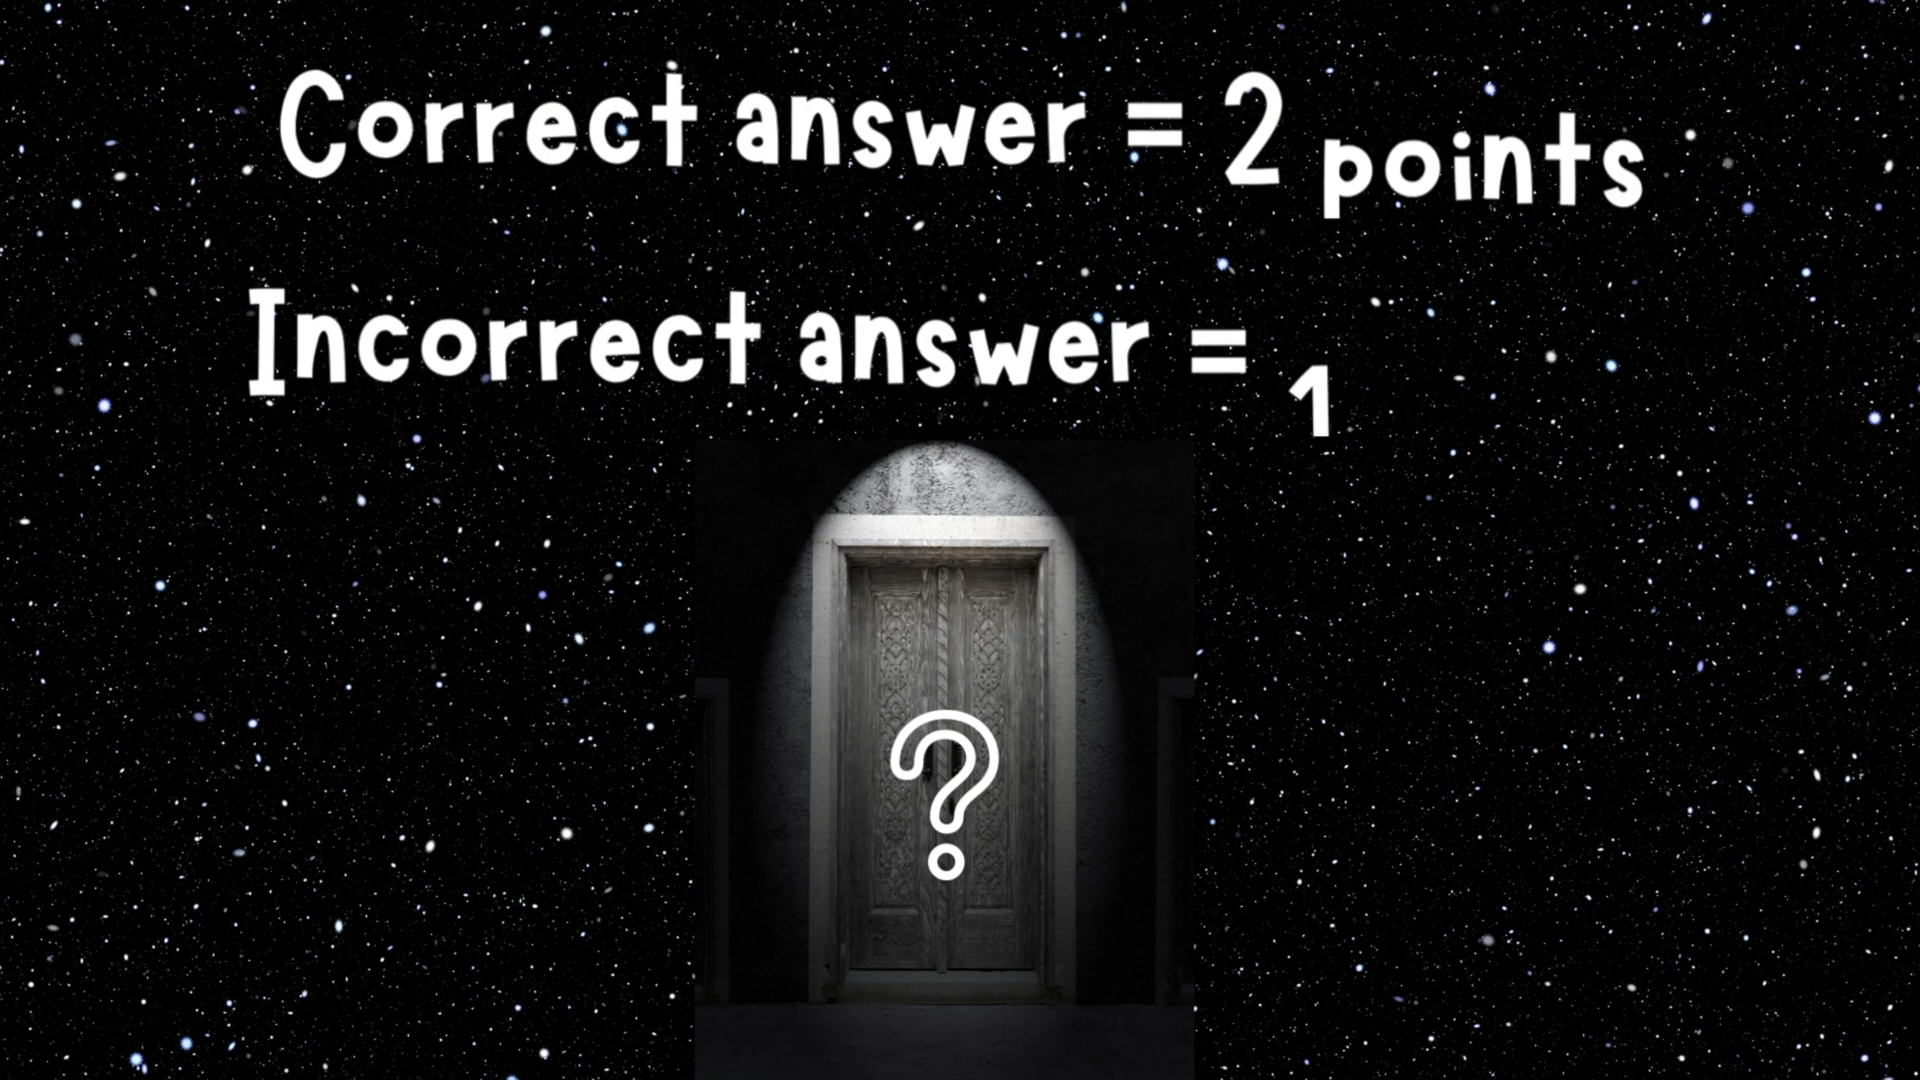 Correct answer = 2 points
Incorrect answer = 1
?